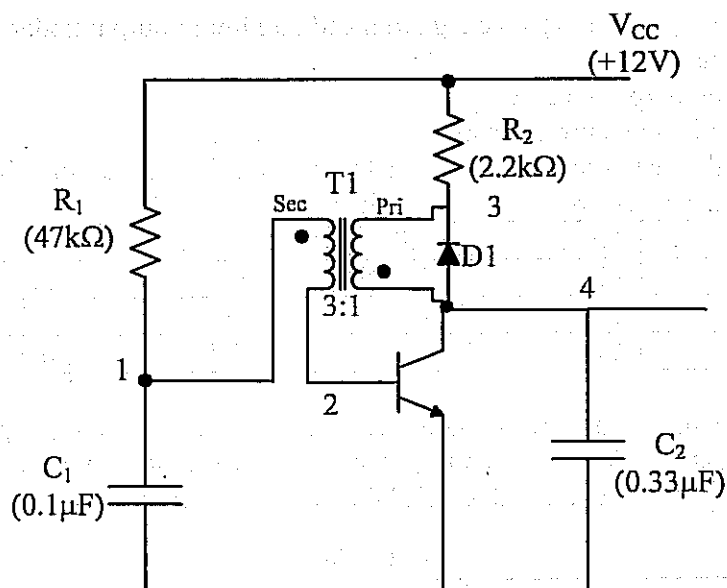 VCC
(+12V)
R2
(2.2kΩ)
T1
Sec
Pri
3
R1
(47kΩ)
D1
4
3:1
1
2
C1
(0.1μF)
C2
(0.33μF)